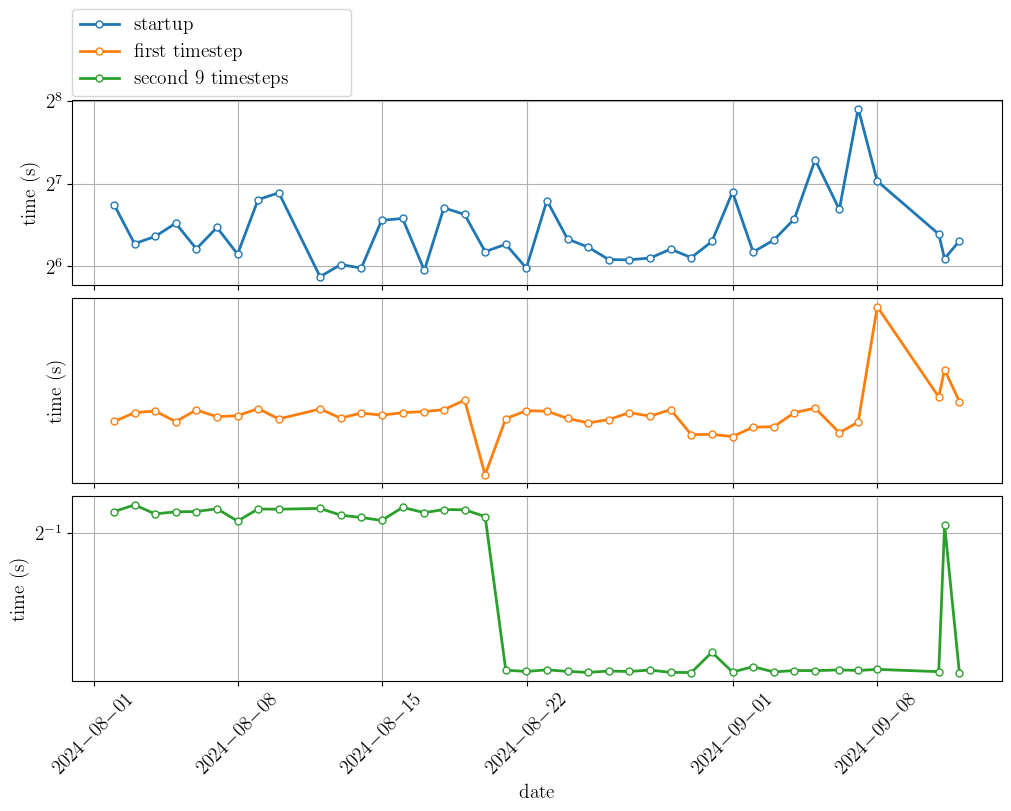 startup
first timestep
second 9 timesteps
2^8
2^7
2^6
time (s)
time (s)
2^−1
time (s)
2024−08−01
2024−08−08
2024−08−15
2024−08−22
2024−09−01
2024−09−08
date